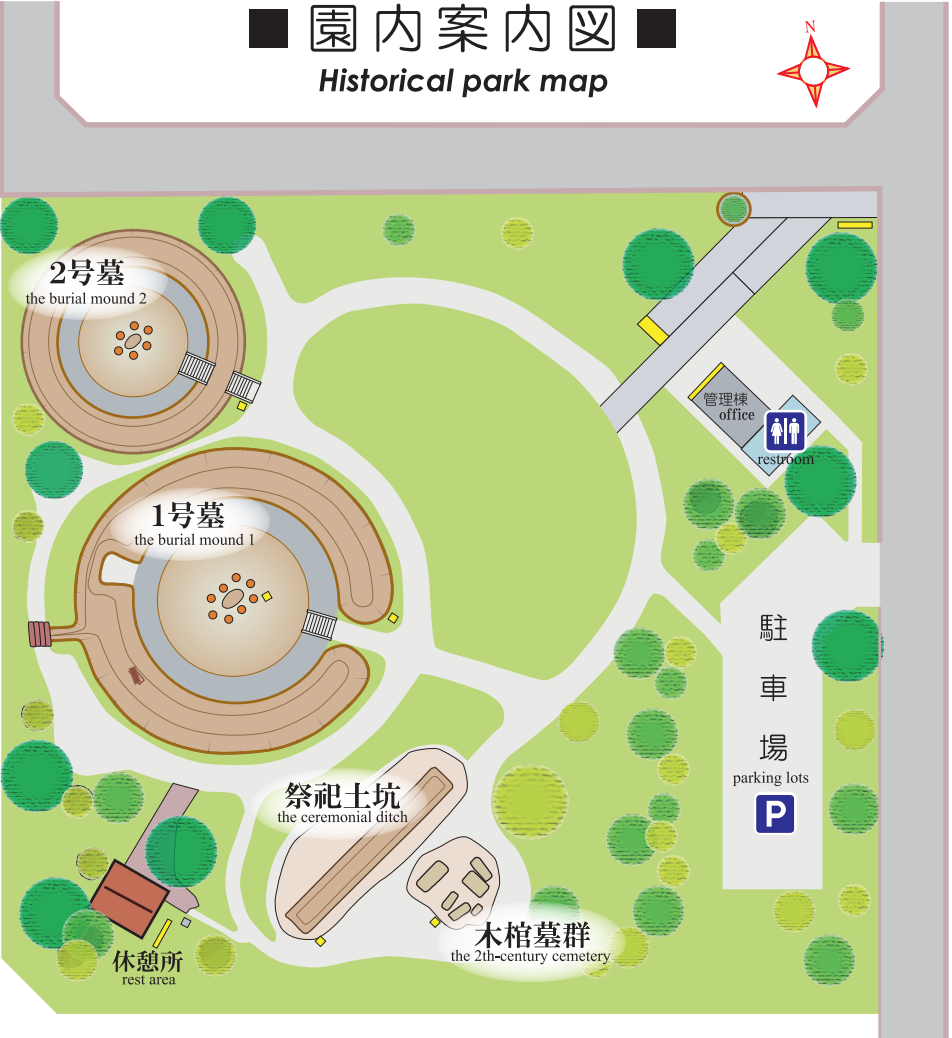 ■ 園内案内図 ■
Historical park map
N
2号墓
the burial mound 2
管理棟
office
restroom
1号墓
the burial mound 1
駐車場
parking lots
P
祭祀土坑
the ceremonial ditch
木棺墓群
the 2th-century cemetery
休憩所
rest area